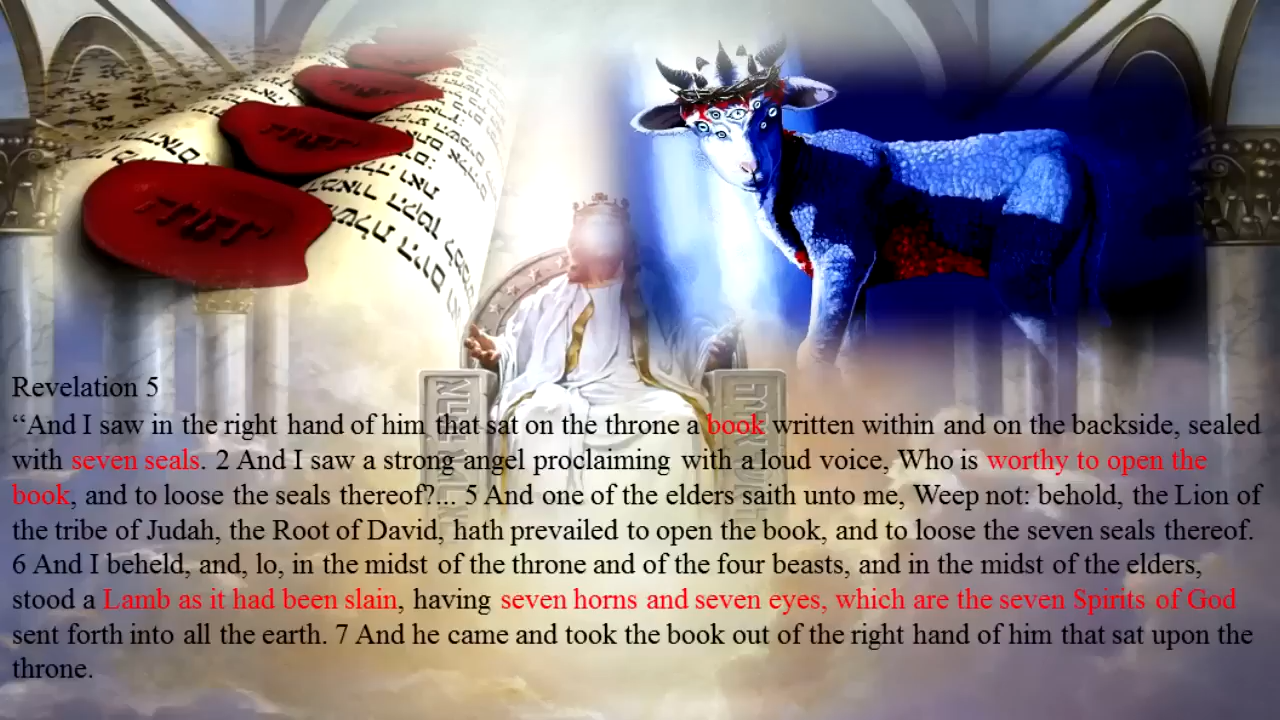 Revelation 5
“And I saw in the right hand of him that sat on the throne a book written within and on the backside, sealed
with seven seals. 2 And I saw a strong angel proclaiming with a loud voice, Who is worthy to open the
book, and to loose the seals thereof?... 5 And one of the elders saith unto me, Weep not: behold, the Lion of
the tribe of Judah, the Root of David, hath prevailed to open the book, and to loose the seven seals thereof.
6 And I beheld, and, lo, in the midst of the throne and of the four beasts, and in the midst of the elders,
stood a Lamb as it had been slain, having seven horns and seven eyes, which are the seven Spirits of God
sent forth into all the earth. 7 And he came and took the book out of the right hand of him that sat upon the
throne.